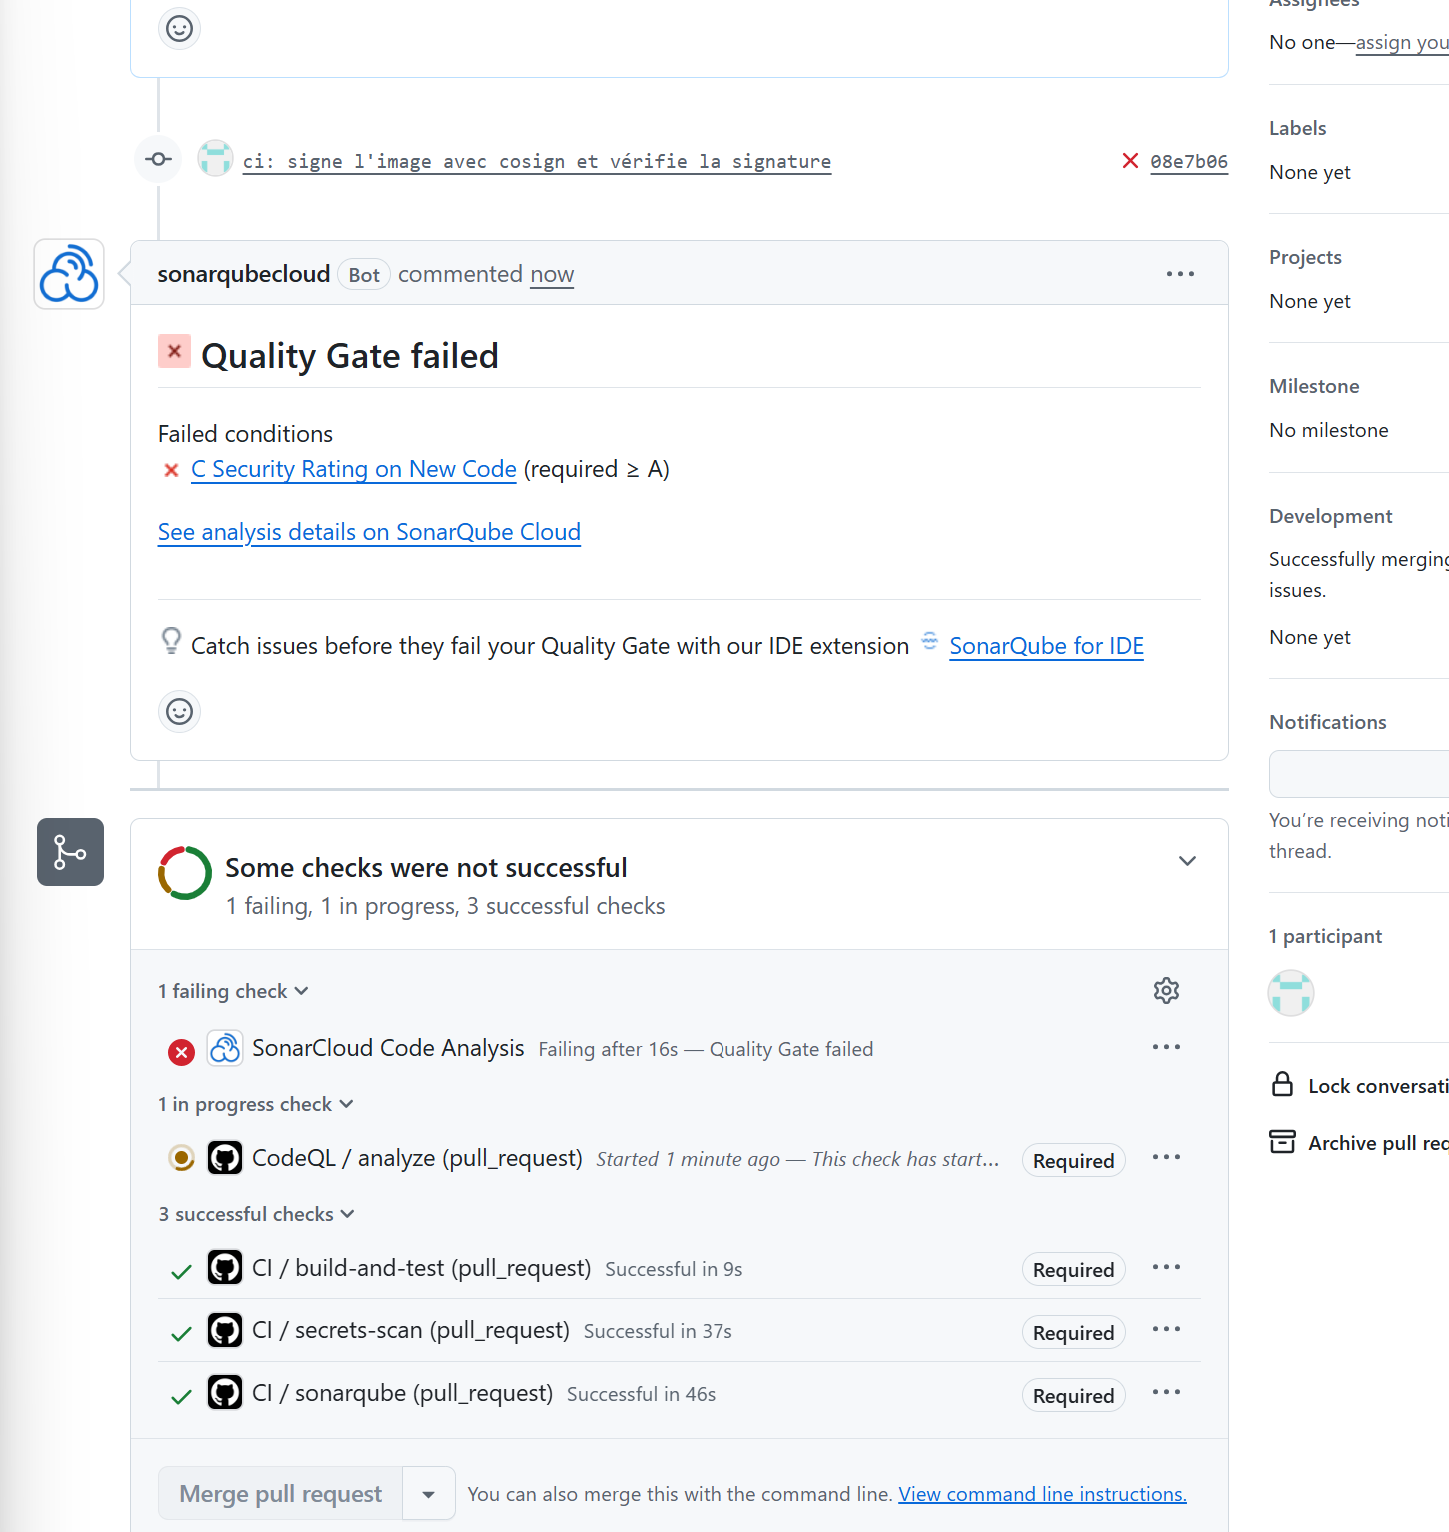 Assignees
No one—assign you
ci: signe l'image avec cosign et vérifie la signature
08e7b06
Labels
None yet
sonarqubecloud Bot commented now
Projects
None yet
Quality Gate failed
Milestone
No milestone
Failed conditions
C Security Rating on New Code (required ≥ A)
See analysis details on SonarQube Cloud
Development
Successfully merging
issues.
None yet
Catch issues before they fail your Quality Gate with our IDE extension SonarQube for IDE
Notifications
You're receiving noti
thread.
Some checks were not successful
1 failing, 1 in progress, 3 successful checks
1 participant
1 failing check
SonarCloud Code Analysis Failing after 16s — Quality Gate failed
Lock conversati
1 in progress check
Archive pull req
CodeQL / analyze (pull_request) Started 1 minute ago — This check has start... Required
3 successful checks
CI / build-and-test (pull_request) Successful in 9s Required
CI / secrets-scan (pull_request) Successful in 37s Required
CI / sonarqube (pull_request) Successful in 46s Required
Merge pull request
You can also merge this with the command line. View command line instructions.